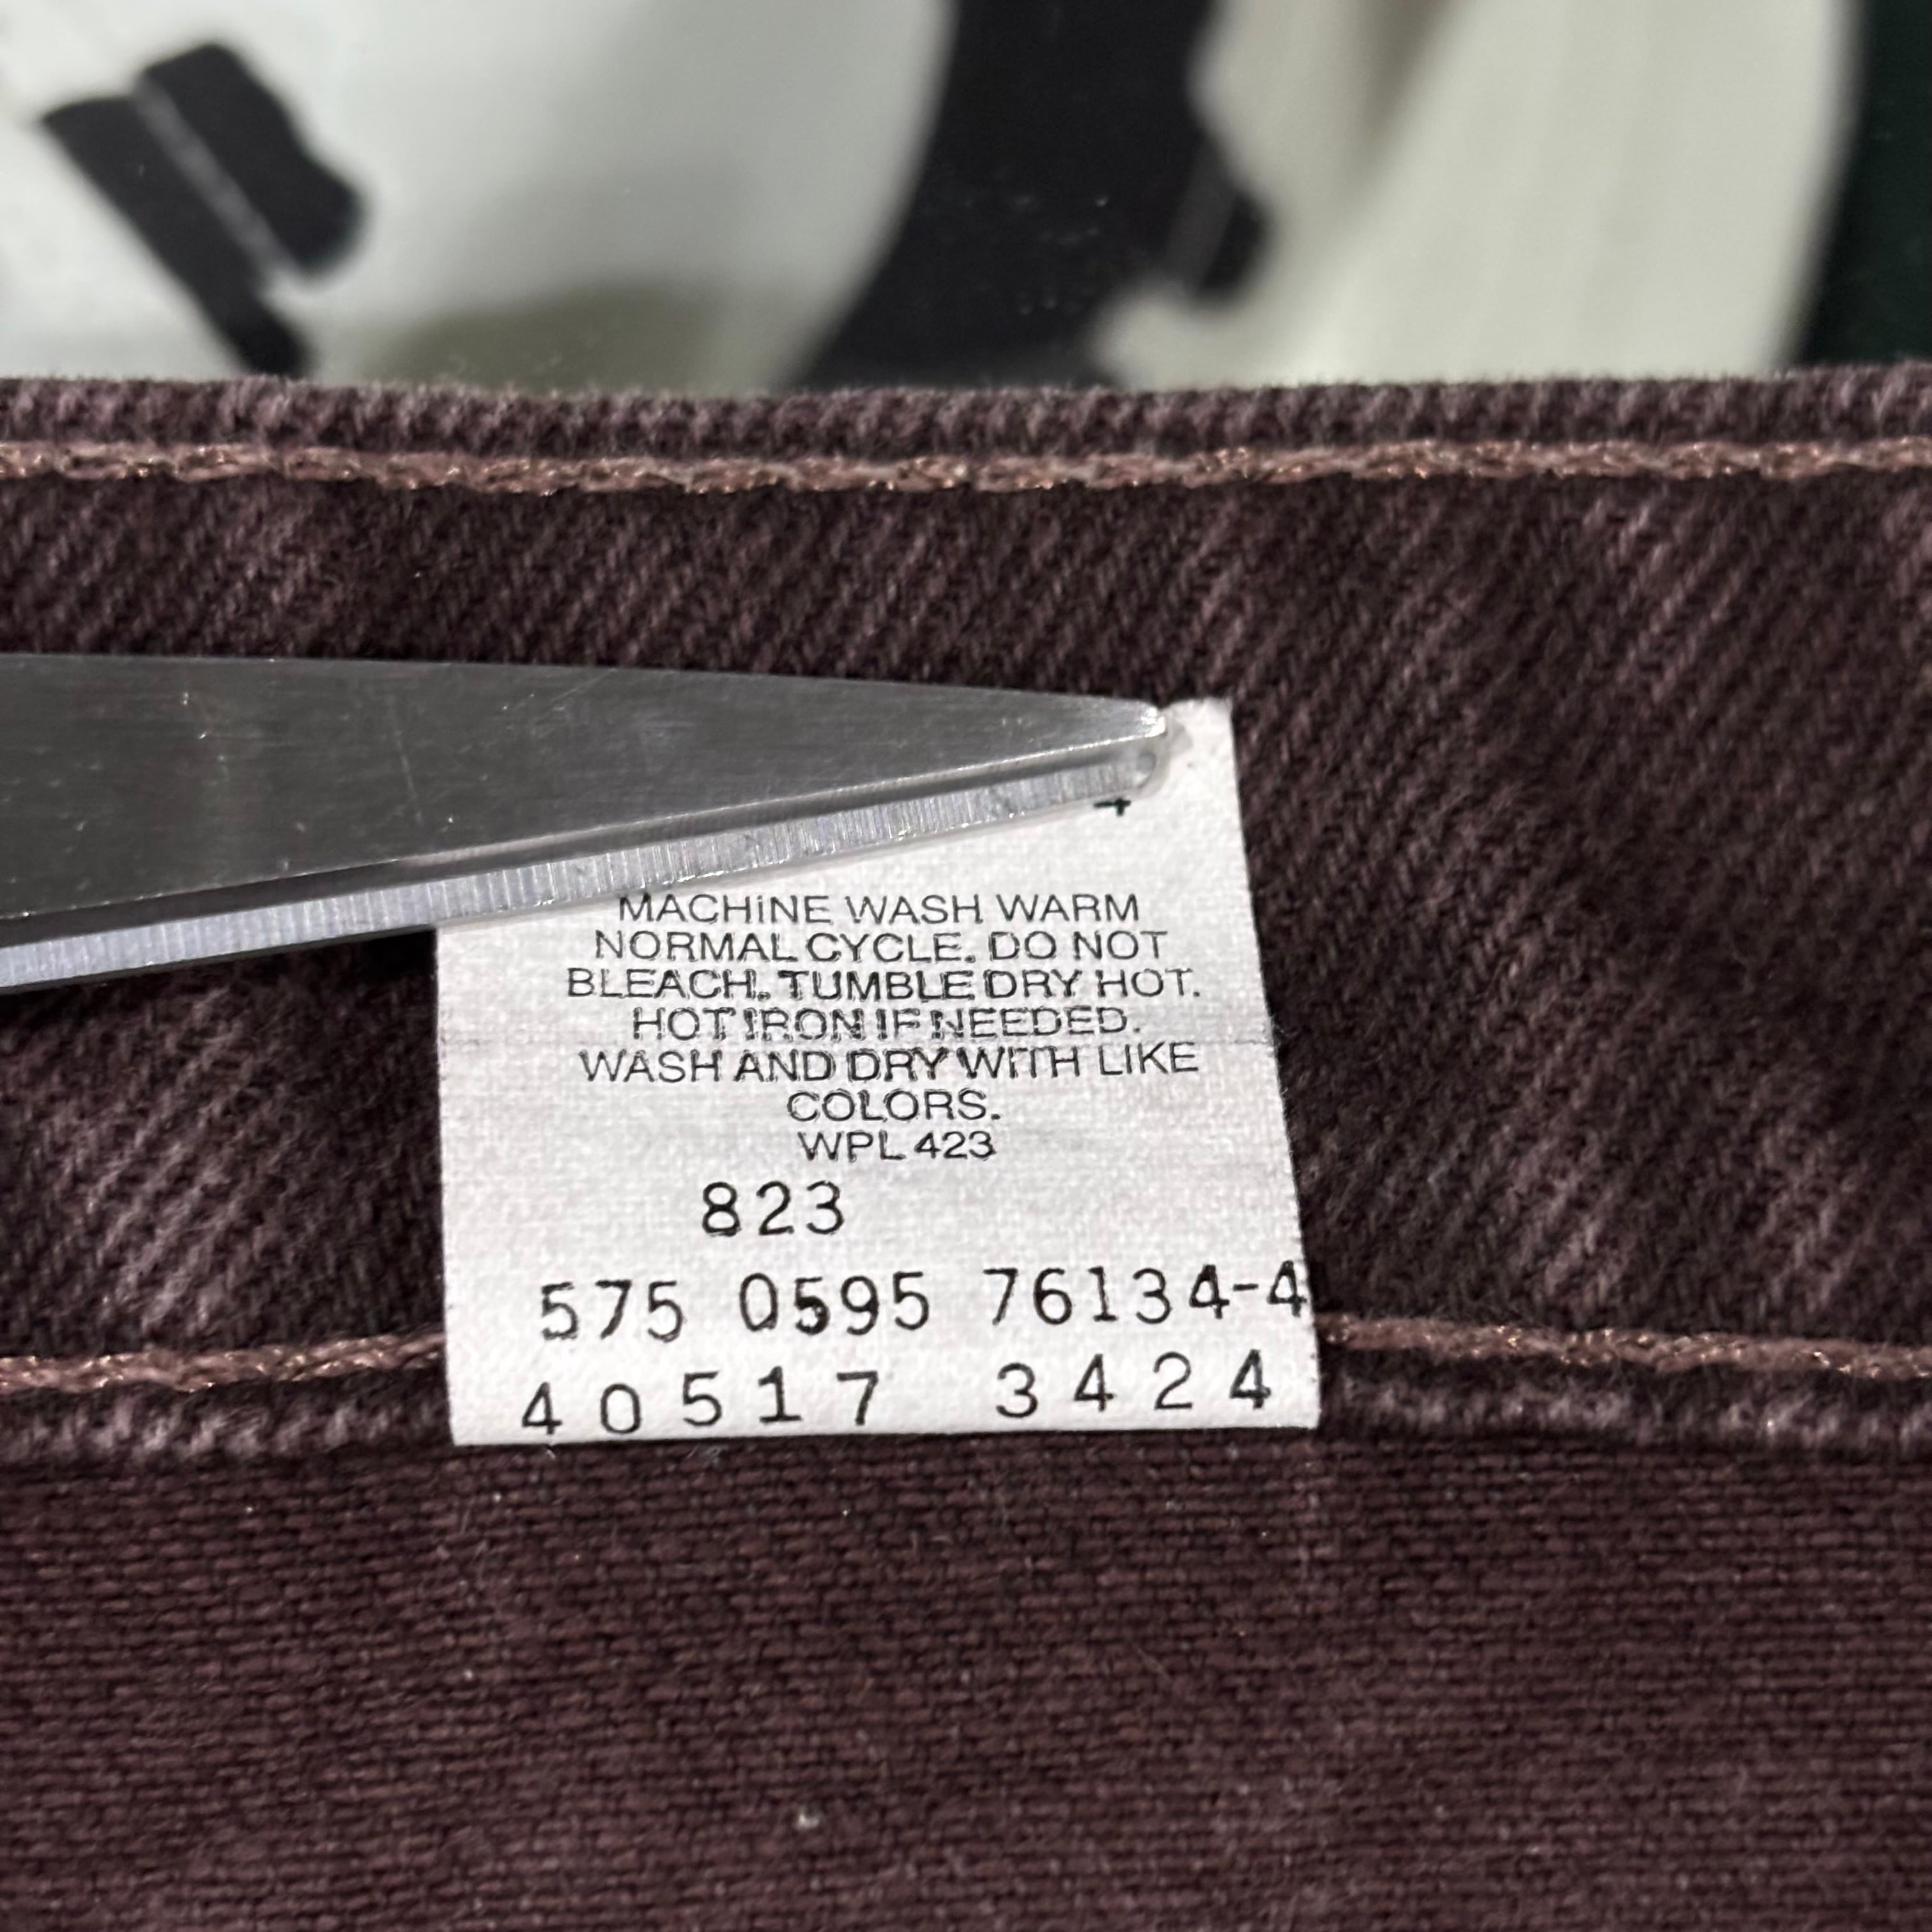 MACHINE WASH WARM
NORMAL CYCLE. DO NOT
BLEACH. TUMBLE DRY HOT.
HOT IRON IF NEEDED.
WASH AND DRY WITH LIKE
COLORS.
WPL 423
823
575 0595 76134-4
40517 3424